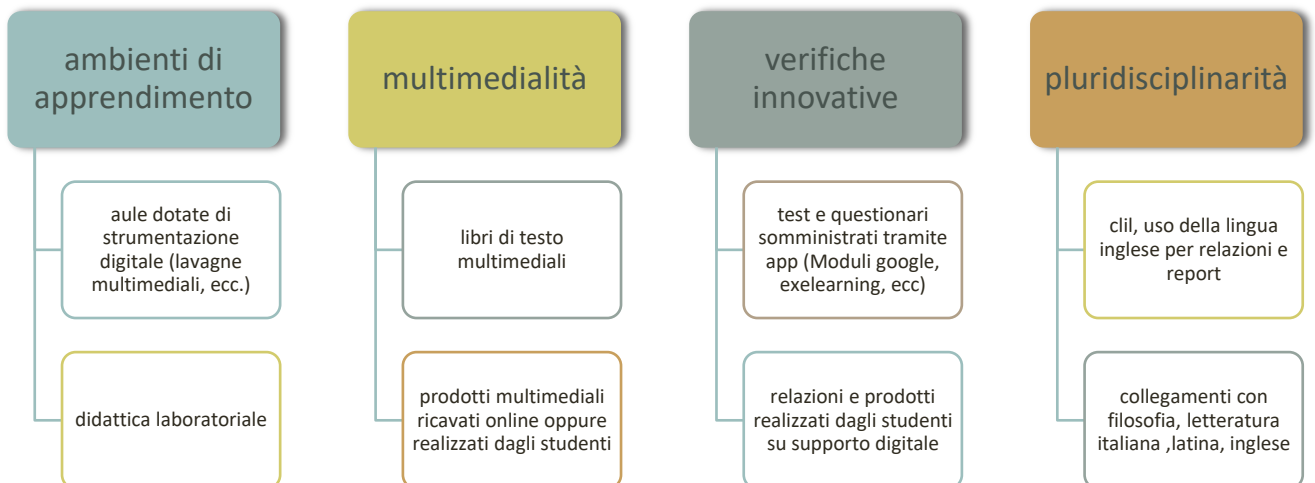 ambienti di
apprendimento
aule dotate di
strumentazione
digitale (lavagne
multimediali, ecc.)
didattica laboratoriale
multimedialità
libri di testo
multimediali
prodotti multimediali
ricavati online oppure
realizzati dagli studenti
verifiche
innovative
test e questionari
somministrati tramite
app (Moduli google,
exelearning, ecc)
relazioni e prodotti
realizzati dagli studenti
su supporto digitale
pluridisciplinarità
clil, uso della lingua
inglese per relazioni e
report
collegamenti con
filosofia, letteratura
italiana ,latina, inglese